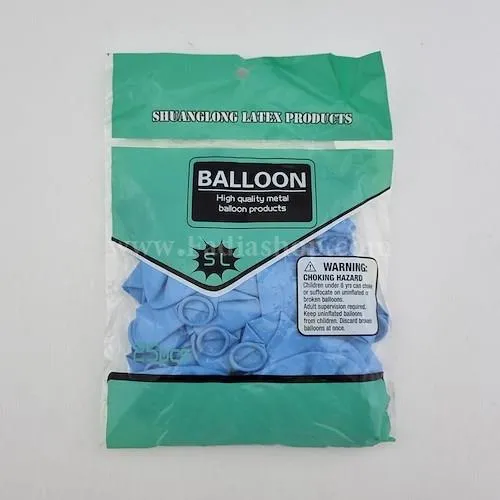 SHUANGLONG LATEX PRODUCTS
BALLOON
High quality metal
balloon products
SL
WARNING:
CHOKING HAZARD
Children under 8 yrs can choke
or suffocate on uninflated o
broken balloons.
Adult supervision required.
Keep uninflated balloons
from children. Discard broken
balloons at once.
25pcs